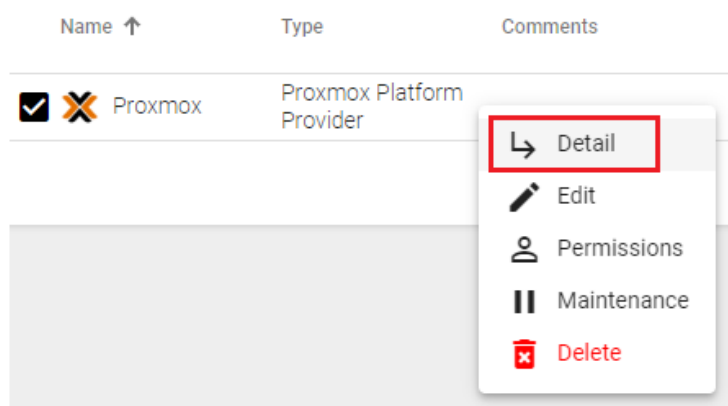 Name Type Comments
Proxmox Proxmox Platform
Provider
Detail
Edit
Permissions
Maintenance
Delete